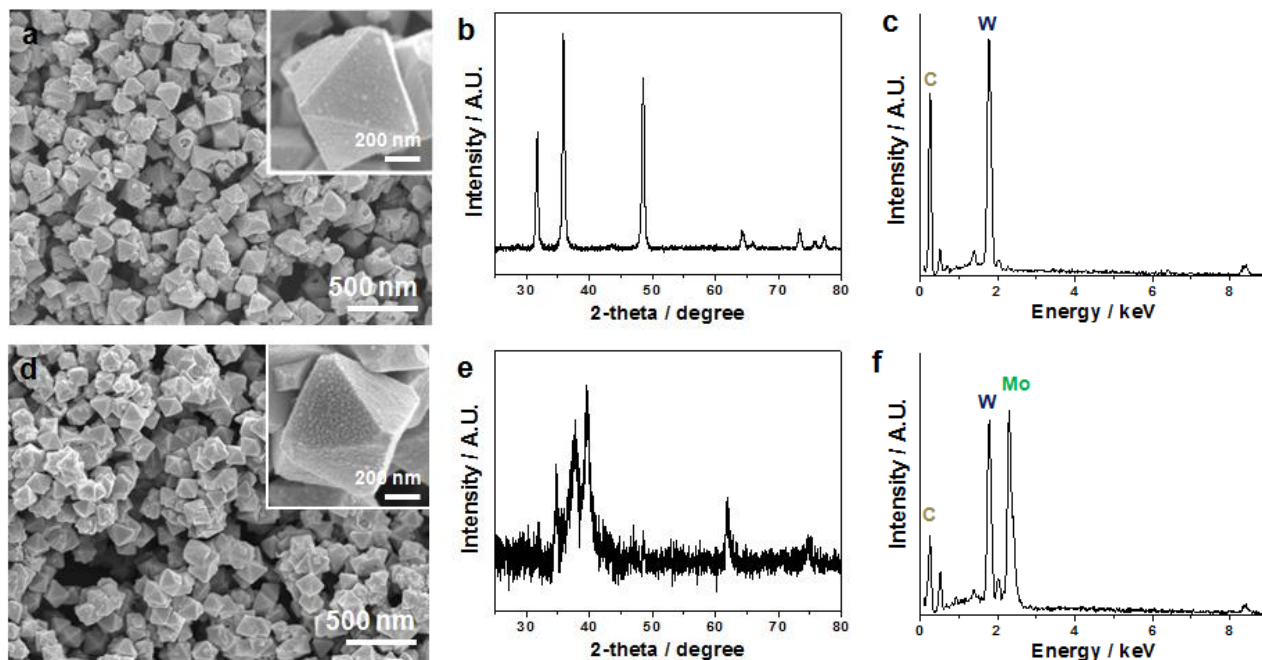 a
200 nm
500 nm
b
Intensity / A.U.
30 40 50 60 70 80
2-theta / degree
c
C
W
Intensity / A.U.
0 2 4 6 8
Energy / keV
d
200 nm
500 nm
e
Intensity / A.U.
30 40 50 60 70 80
2-theta / degree
f
C
W
Mo
Intensity / A.U.
0 2 4 6 8
Energy / keV